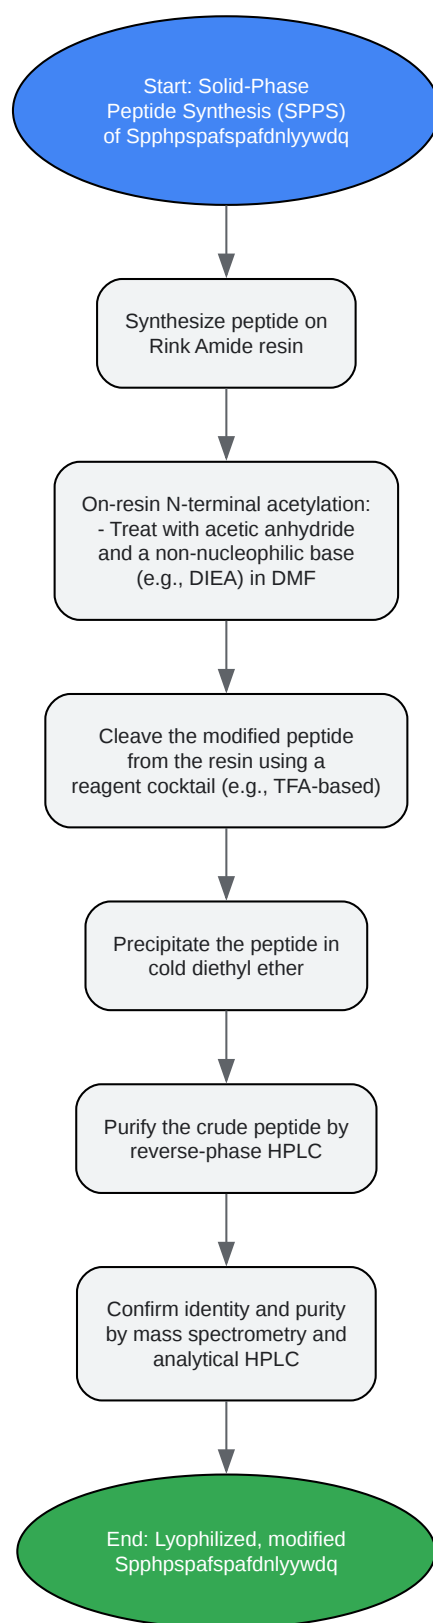 Start: Solid-Phase
Peptide Synthesis (SPPS)
of Spphpspafspafdnlyywdq
Synthesize peptide on
Rink Amide resin
On-resin N-terminal acetylation:
- Treat with acetic anhydride
and a non-nucleophilic base
(e.g., DIEA) in DMF
Cleave the modified peptide
from the resin using a
reagent cocktail (e.g., TFA-based)
Precipitate the peptide in
cold diethyl ether
Purify the crude peptide by
reverse-phase HPLC
Confirm identity and purity
by mass spectrometry and
analytical HPLC
End: Lyophilized, modified
Spphpspafspafdnlyywdq